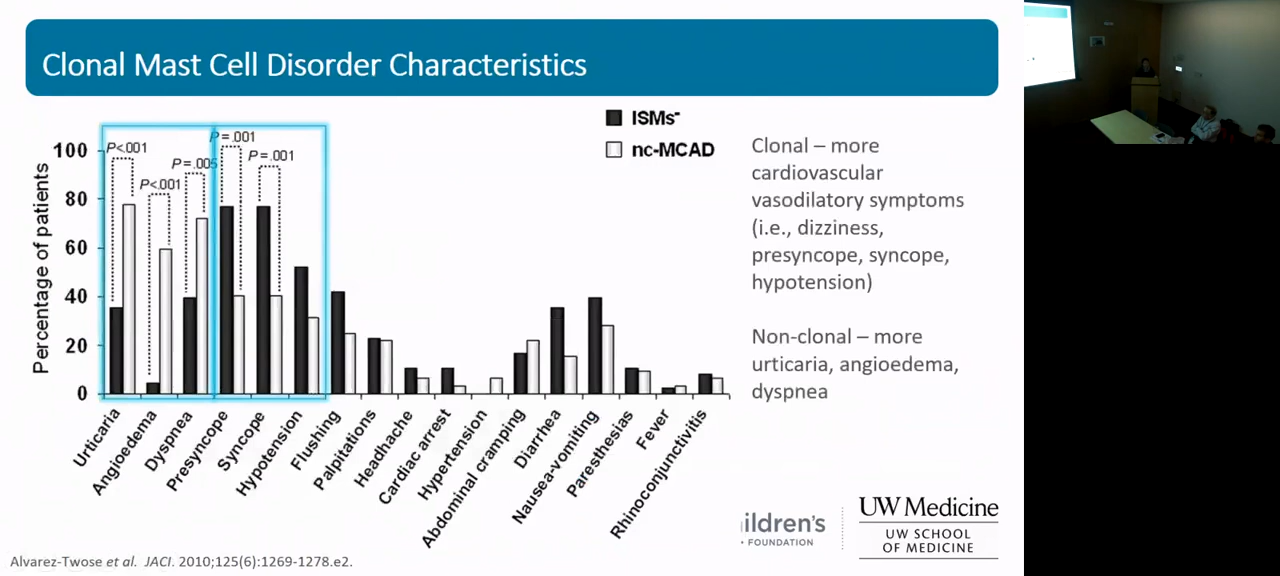 Clonal Mast Cell Disorder Characteristics
ISMs-
nc-MCAD
Percentage of patients
100
80
60
40
20
0
P<.001
P<.001
P=.005
P=.001
P=.001
Urticaria
Angioedema
Dyspnea
Presyncope
Syncope
Hypotension
Flushing
Palpitations
Headhache
Cardiac arrest
Hypertension
Abdominal cramping
Diarrhea
Nausea-vomiting
Paresthesias
Fever
Rhinoconjunctivitis
Clonal – more
cardiovascular
vasodilatory symptoms
(i.e., dizziness,
presyncope, syncope,
hypotension)
Non-clonal – more
urticaria, angioedema,
dyspnea
ildren's
• FOUNDATION
UW Medicine
UW SCHOOL
OF MEDICINE
Alvarez-Twose et al. JACI. 2010;125(6):1269-1278.e2.